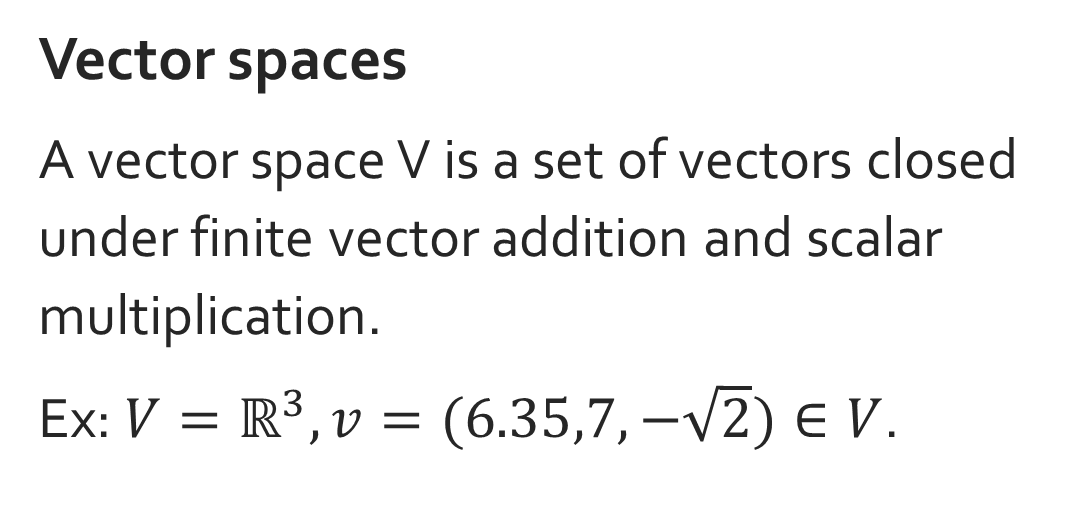 Vector spaces
A vector space V is a set of vectors closed
under finite vector addition and scalar
multiplication.
Ex: 𝑉 = ℝ³, 𝑣 = (6.35,7, −√2) ∈ 𝑉.